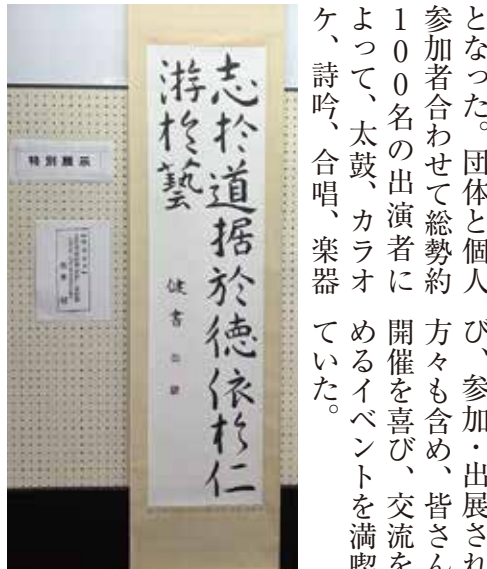 となった。団体と個人
参加者合わせて総勢約
100名の出演者に
よって、太鼓、カラオ
ケ、詩吟、合唱、楽器
び、参加・出展され
方々も含め、皆さん
開催を喜び、交流を
めるイベントを満喫
ていた。
志於道据於徳依於仁
游於藝
健書
特別展示